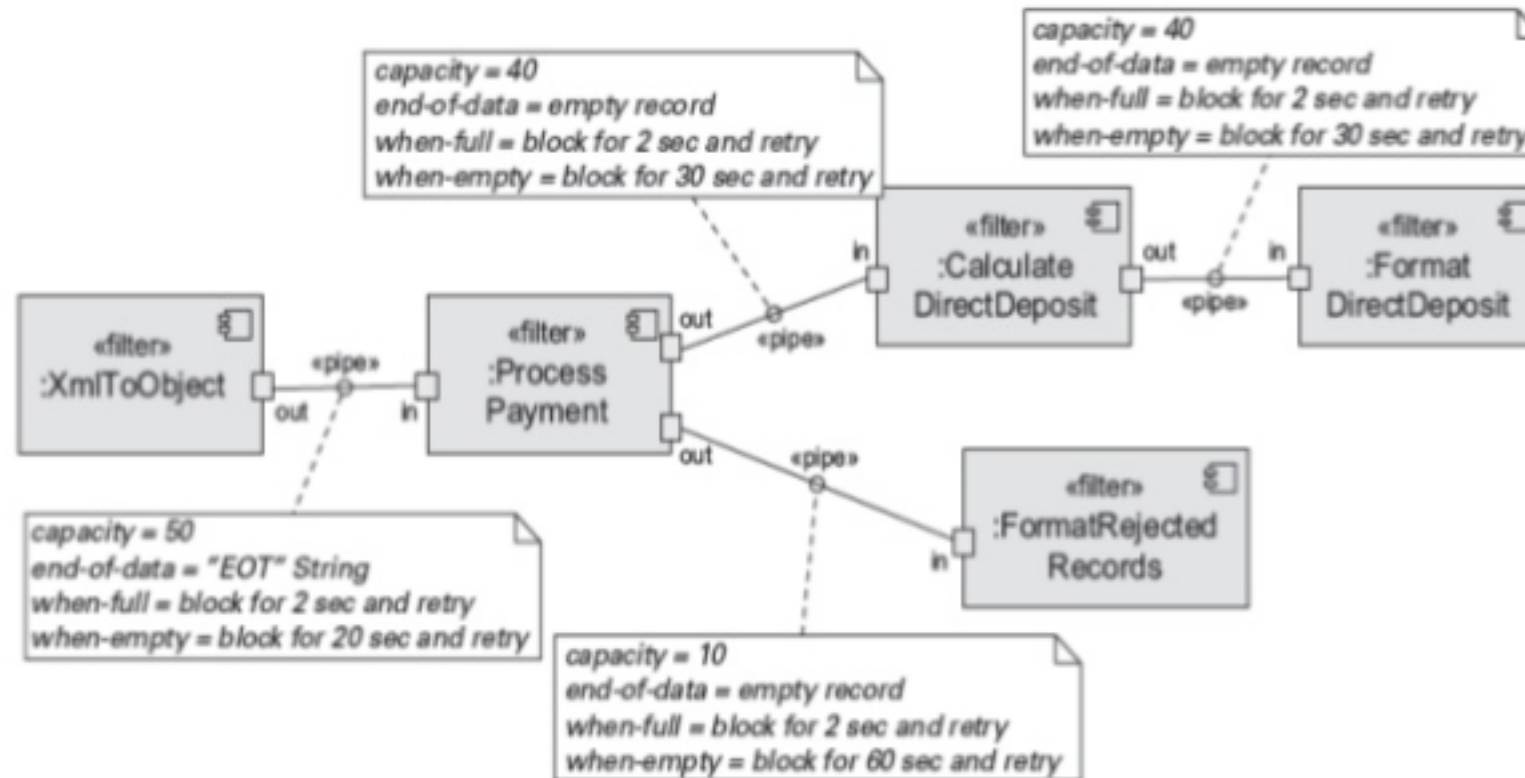 capacity = 40
end-of-data = empty record
when-full = block for 2 sec and retry
when-empty = block for 30 sec and retry
capacity = 40
end-of-data = empty record
when-full = block for 2 sec and retry
when-empty = block for 30 sec and retry
«filter»
:XmlToObject
out
«pipe»
in
«filter»
:Process
Payment
out
out
«pipe»
in
«filter»
:Calculate
DirectDeposit
out
«pipe»
in
«filter»
:Format
DirectDeposit
«pipe»
in
«filter»
:FormatRejected
Records
capacity = 50
end-of-data = "EOT" String
when-full = block for 2 sec and retry
when-empty = block for 20 sec and retry
capacity = 10
end-of-data = empty record
when-full = block for 2 sec and retry
when-empty = block for 60 sec and retry